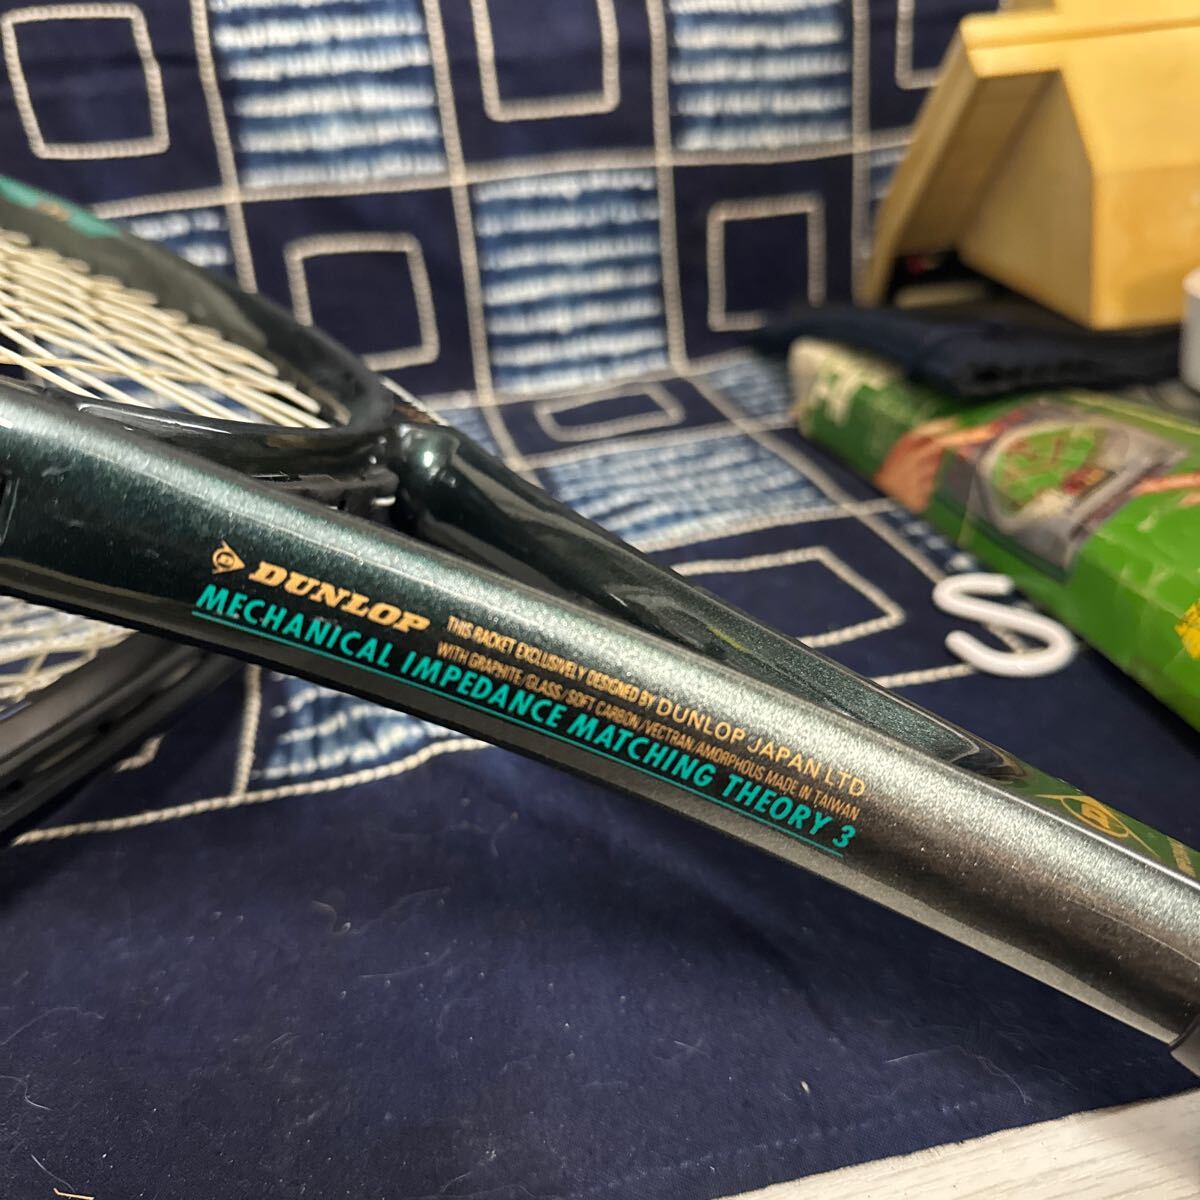 DUNLOP
THIS RACKET EXCLUSIVELY DESIGNED BY DUNLOP JAPAN LTD
WITH GRAPHITE/GLASS/SOFT CARBON/VECTRAN/AMORPHOUS MADE IN TAIWAN
MECHANICAL IMPEDANCE MATCHING THEORY 3
S